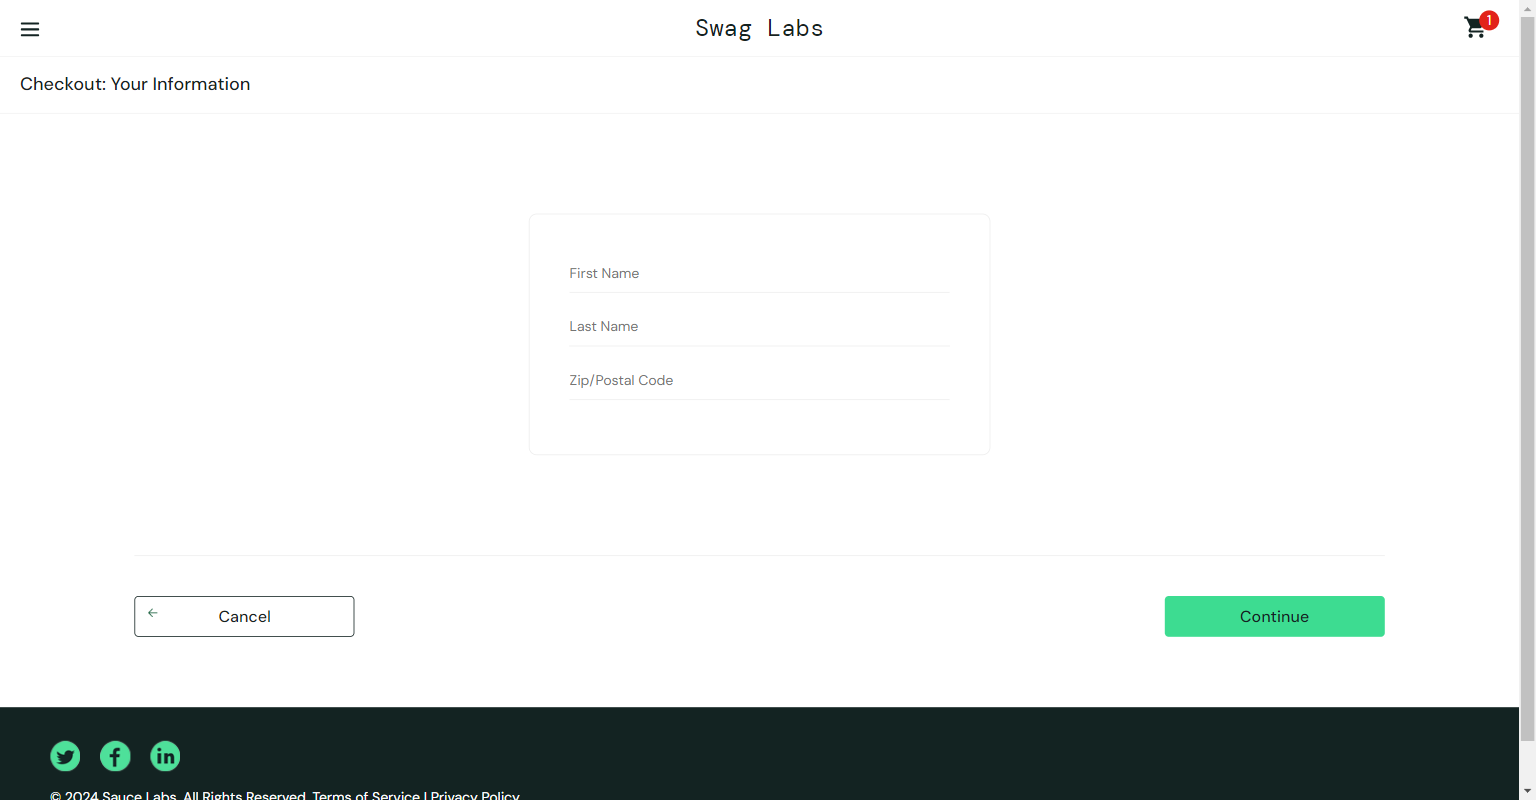 Swag Labs
1
Checkout: Your Information
First Name
Last Name
Zip/Postal Code
Cancel
Continue
© 2024 Sauce Labs. All Rights Reserved. Terms of Service | Privacy Policy